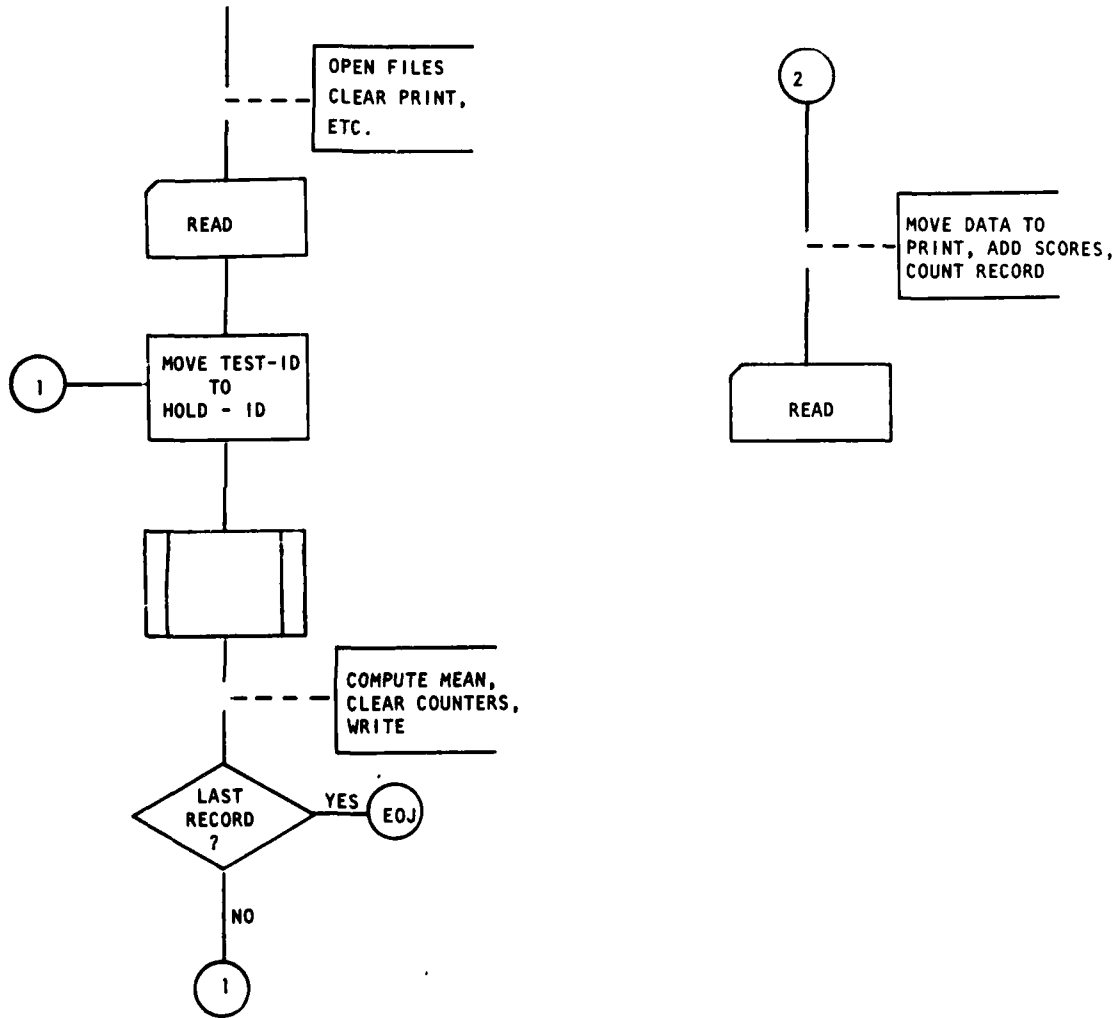 OPEN FILES
CLEAR PRINT,
ETC.
READ
1
MOVE TEST-ID
TO
HOLD - ID
COMPUTE MEAN,
CLEAR COUNTERS,
WRITE
LAST
RECORD
?
YES
EOJ
NO
1
2
MOVE DATA TO
PRINT, ADD SCORES,
COUNT RECORD
READ